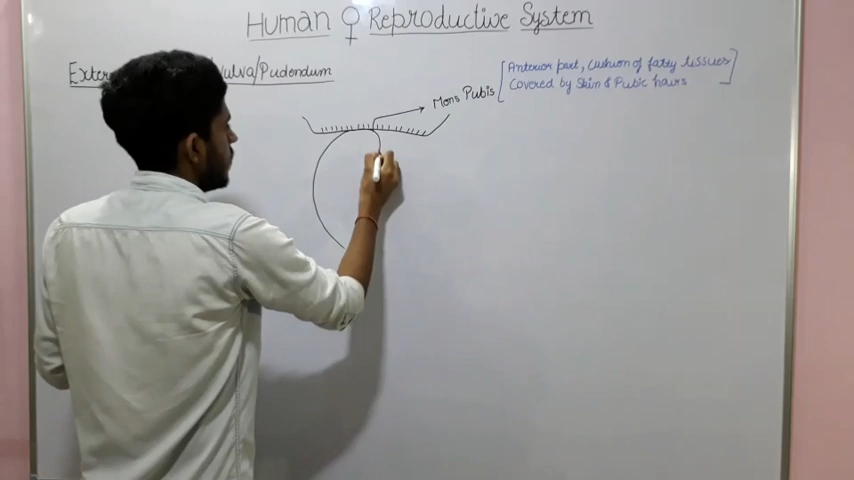 Human ♀ Reproductive System
Vulva/Pudendum
Mons Pubis
[Anterior part, cushion of fatty tissues
Covered by Skin & Pubic hairs]